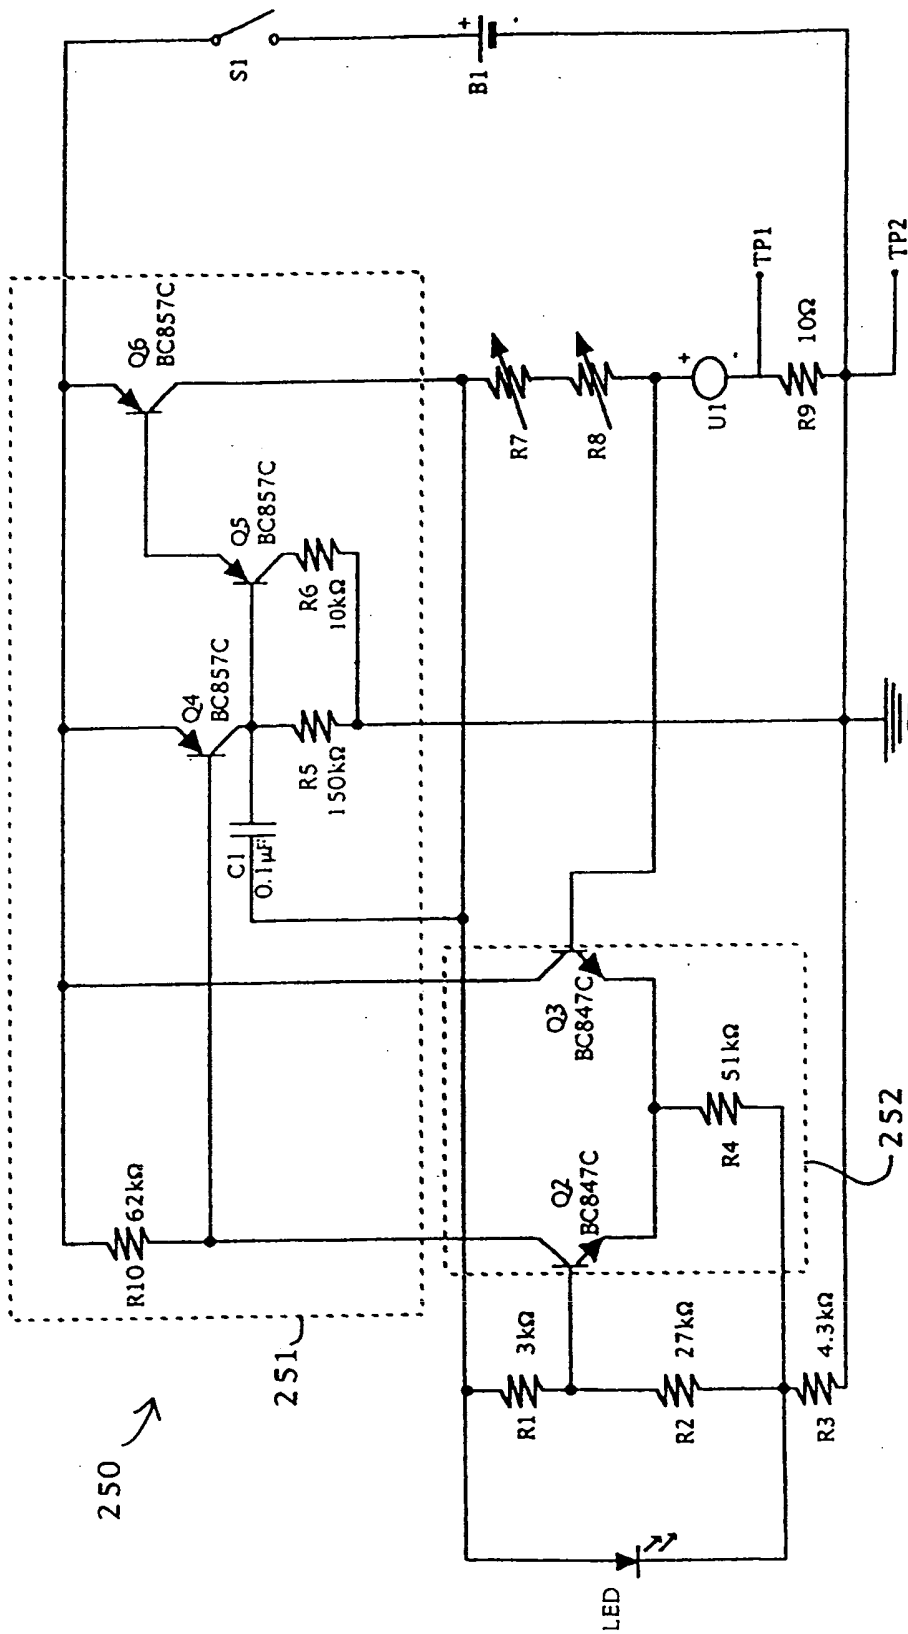 250
251
252
S1
B1
+
Q6
BC857C
Q5
BC857C
Q4
BC857C
R6
10kΩ
R5
150kΩ
C1
0.1µF
R10
62kΩ
R7
R8
+
U1
TP1
R9
10Ω
TP2
Q3
BC847C
Q2
BC847C
R4
51kΩ
R1
3kΩ
R2
27kΩ
R3
4.3kΩ
LED